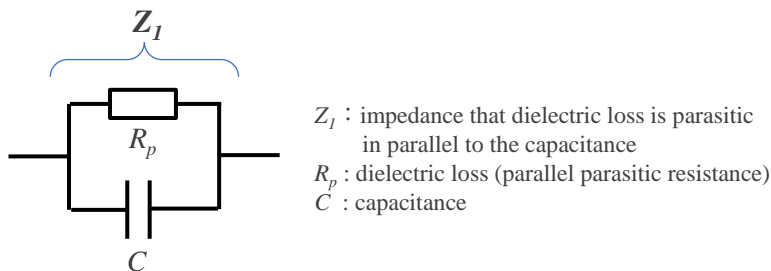 Z1
Rp
C
Z1 : impedance that dielectric loss is parasitic
in parallel to the capacitance
Rp : dielectric loss (parallel parasitic resistance)
C : capacitance